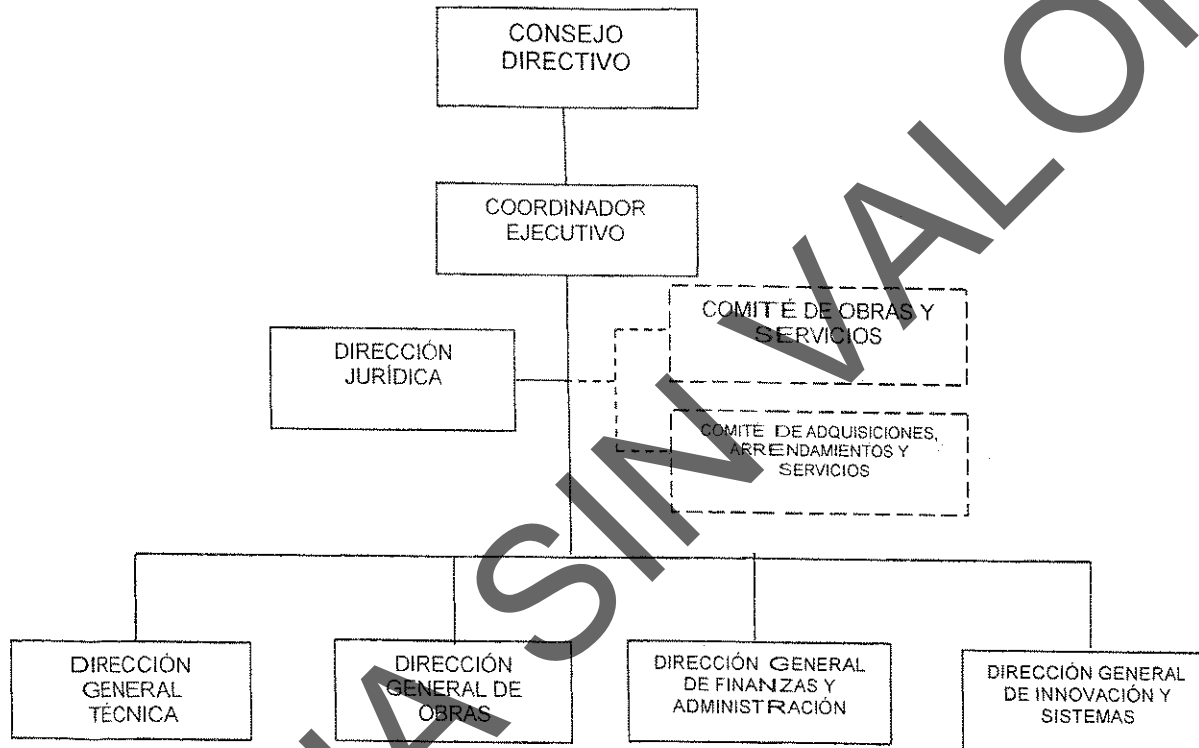 CONSEJO
DIRECTIVO
COORDINADOR
EJECUTIVO
COMITÉ DE OBRAS Y
SERVICIOS
DIRECCIÓN
JURÍDICA
COMITÉ DE ADQUISICIONES,
ARRENDAMIENTOS Y
SERVICIOS
DIRECCIÓN
GENERAL
TÉCNICA
DIRECCIÓN
GENERAL DE
OBRAS
DIRECCIÓN GENERAL
DE FINANZAS Y
ADMINISTRACIÓN
DIRECCIÓN GENERAL
DE INNOVACIÓN Y
SISTEMAS
SIN VALOR